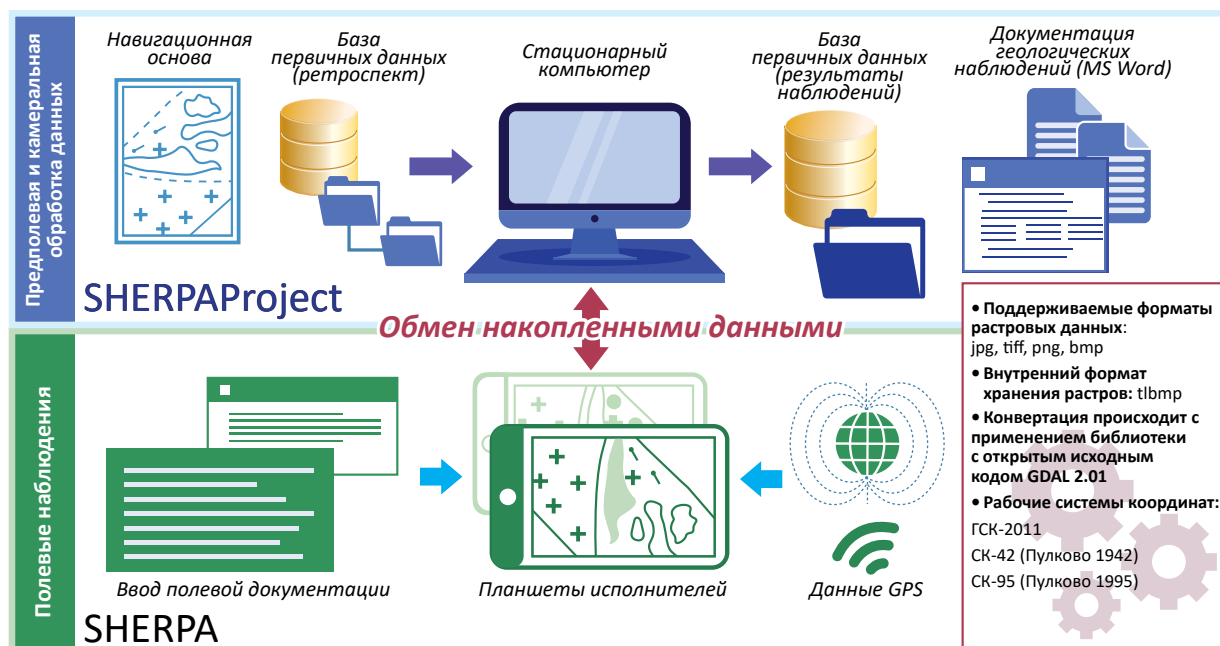 Предполевая и камеральная
обработка данных
Навигационная
основа
База
первичных данных
(ретроспект)
Стационарный
компьютер
База
первичных данных
(результаты
наблюдений)
Документация
геологических
наблюдений (MS Word)
SHERPAProject
Обмен накопленными данными
Полевые наблюдения
Ввод полевой документации
Планшеты исполнителей
Данные GPS
SHERPA
• Поддерживаемые форматы
растровых данных:
jpg, tiff, png, bmp
• Внутренний формат
хранения растров: tlbmp
• Конвертация происходит с
применением библиотеки
с открытым исходным
кодом GDAL 2.01
• Рабочие системы координат:
ГСК-2011
СК-42 (Пулково 1942)
СК-95 (Пулково 1995)